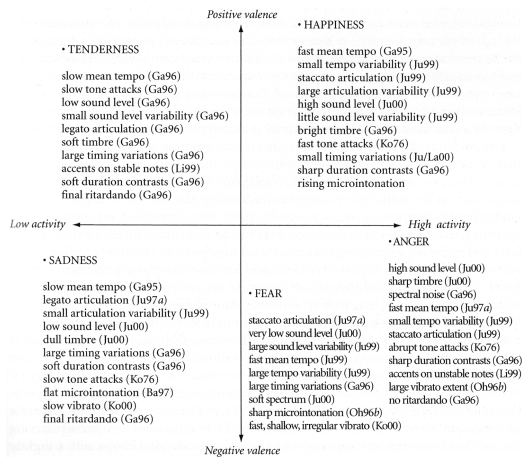 Positive valence
• HAPPINESS
• TENDERNESS
fast mean tempo (Ga95)
small tempo variability (Ju99)
staccato articulation (Ju99)
large articulation variability (Ju99)
high sound level (Ju00)
little sound level variability (Ju99)
bright timbre (Ga96)
fast tone attacks (Ko76)
small timing variations (Ju/La00)
sharp duration contrasts (Ga96)
rising microintonation
slow mean tempo (Ga96)
slow tone attacks (Ga96)
low sound level (Ga96)
small sound level variability (Ga96)
legato articulation (Ga96)
soft timbre (Ga96)
large timing variations (Ga96)
accents on stable notes (Li99)
soft duration contrasts (Ga96)
final ritardando (Ga96)
Low activity
High activity
• SADNESS
slow mean tempo (Ga95)
legato articulation (Ju97a)
small articulation variability (Ju99)
low sound level (Ju00)
dull timbre (Ju00)
large timing variations (Ga96)
soft duration contrasts (Ga96)
slow tone attacks (Ko76)
flat microintonation (Ba97)
slow vibrato (Ko00)
final ritardando (Ga96)
• FEAR
staccato articulation (Ju97a)
very low sound level (Ju00)
large sound level variability (Ju99)
fast mean tempo (Ju99)
large tempo variability (Ju99)
large timing variations (Ga96)
soft spectrum (Ju00)
sharp microintonation (Oh96b)
fast, shallow, irregular vibrato (Ko00)
• ANGER
high sound level (Ju00)
sharp timbre (Ju00)
spectral noise (Ga96)
fast mean tempo (Ju97a)
small tempo variability (Ju99)
staccato articulation (Ju99)
abrupt tone attacks (Ko76)
sharp duration contrasts (Ga96)
accents on unstable notes (Li99)
large vibrato extent (Oh96b)
no ritardando (Ga96)
Negative valence